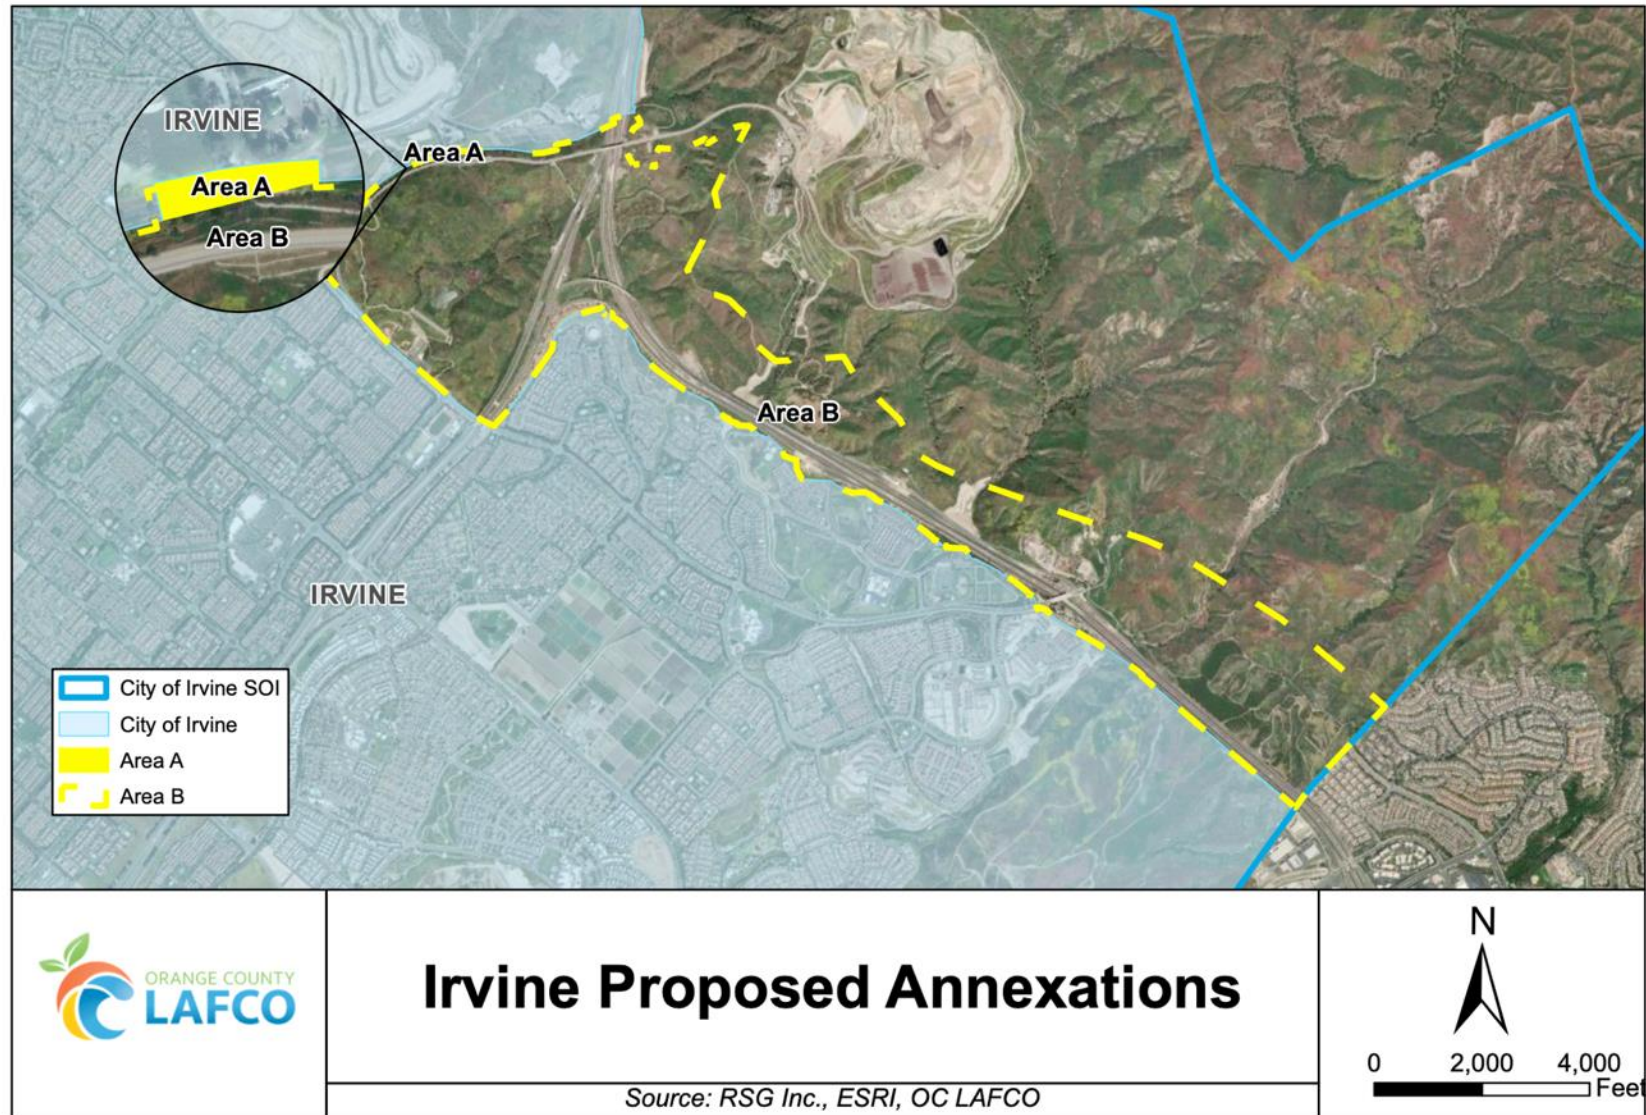 IRVINE
Area A
Area B
Area A
Area B
IRVINE
City of Irvine SOI
City of Irvine
Area A
Area B
ORANGE COUNTY
LAFCO
Irvine Proposed Annexations
Source: RSG Inc., ESRI, OC LAFCO
N
0 2,000 4,000
Feet